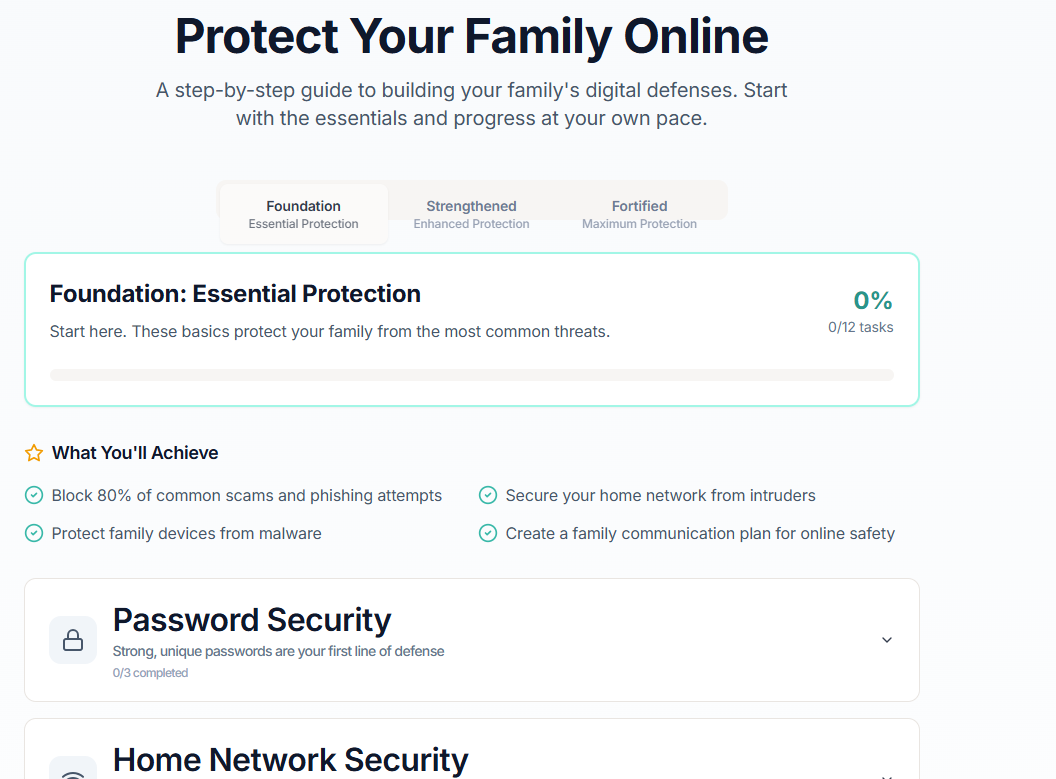 Protect Your Family Online
A step-by-step guide to building your family's digital defenses. Start
with the essentials and progress at your own pace.
Foundation
Essential Protection
Strengthened
Enhanced Protection
Fortified
Maximum Protection
Foundation: Essential Protection
Start here. These basics protect your family from the most common threats.
0%
0/12 tasks
What You'll Achieve
Block 80% of common scams and phishing attempts
Secure your home network from intruders
Protect family devices from malware
Create a family communication plan for online safety
Password Security
Strong, unique passwords are your first line of defense
0/3 completed
Home Network Security